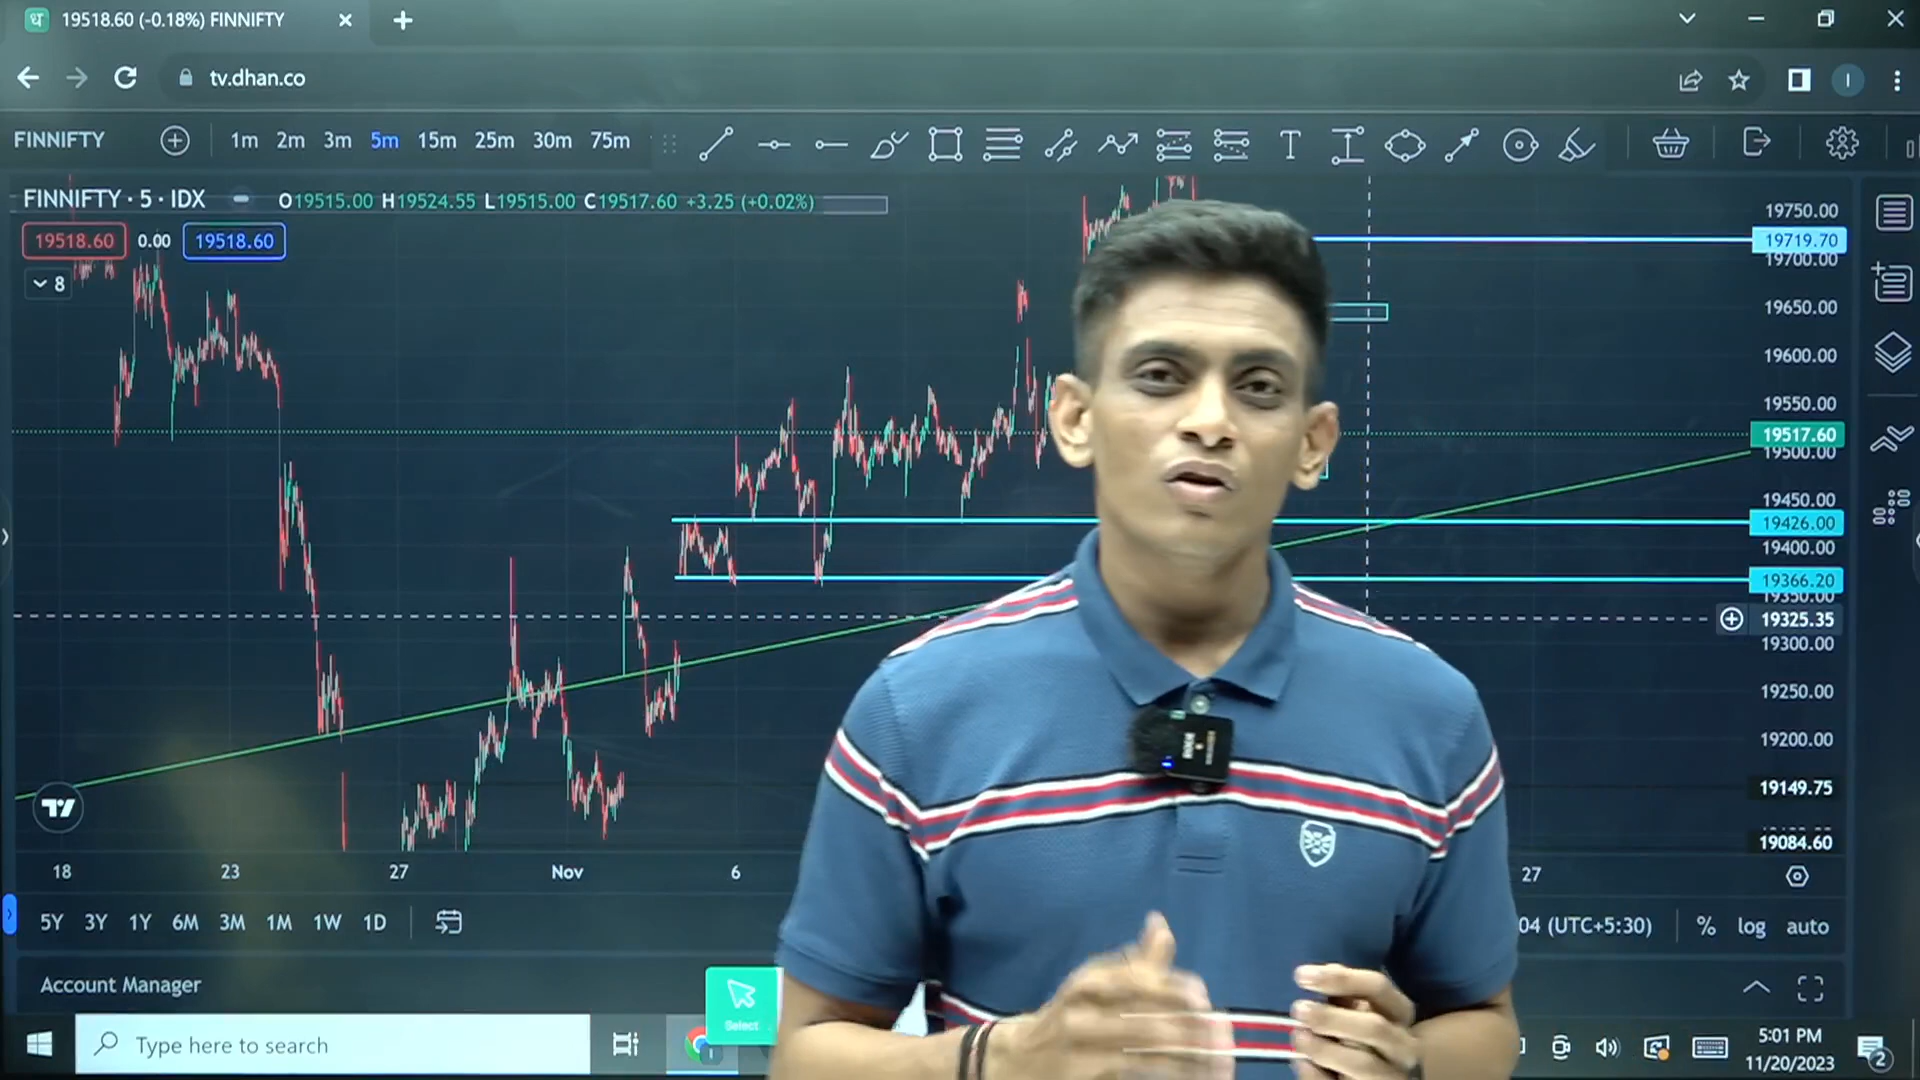 ध 19518.60 (-0.18%) FINNIFTY
tv.dhan.co
I
FINNIFTY 1m 2m 3m 5m 15m 25m 30m 75m T
FINNIFTY · 5 · IDX O19515.00 H19524.55 L19515.00 C19517.60 +3.25 (+0.02%)
19518.60 0.00 19518.60
8
19750.00
19719.70
19700.00
19650.00
19600.00
19550.00
19517.60
19500.00
19450.00
19426.00
19400.00
19366.20
19350.00
19325.35
19300.00
19250.00
19200.00
19149.75
19084.60
RODE
18 23 27 Nov 6 27
5Y 3Y 1Y 6M 3M 1M 1W 1D 04 (UTC+5:30) % log auto
Account Manager
Select
Type here to search
5:01 PM
11/20/2023
2